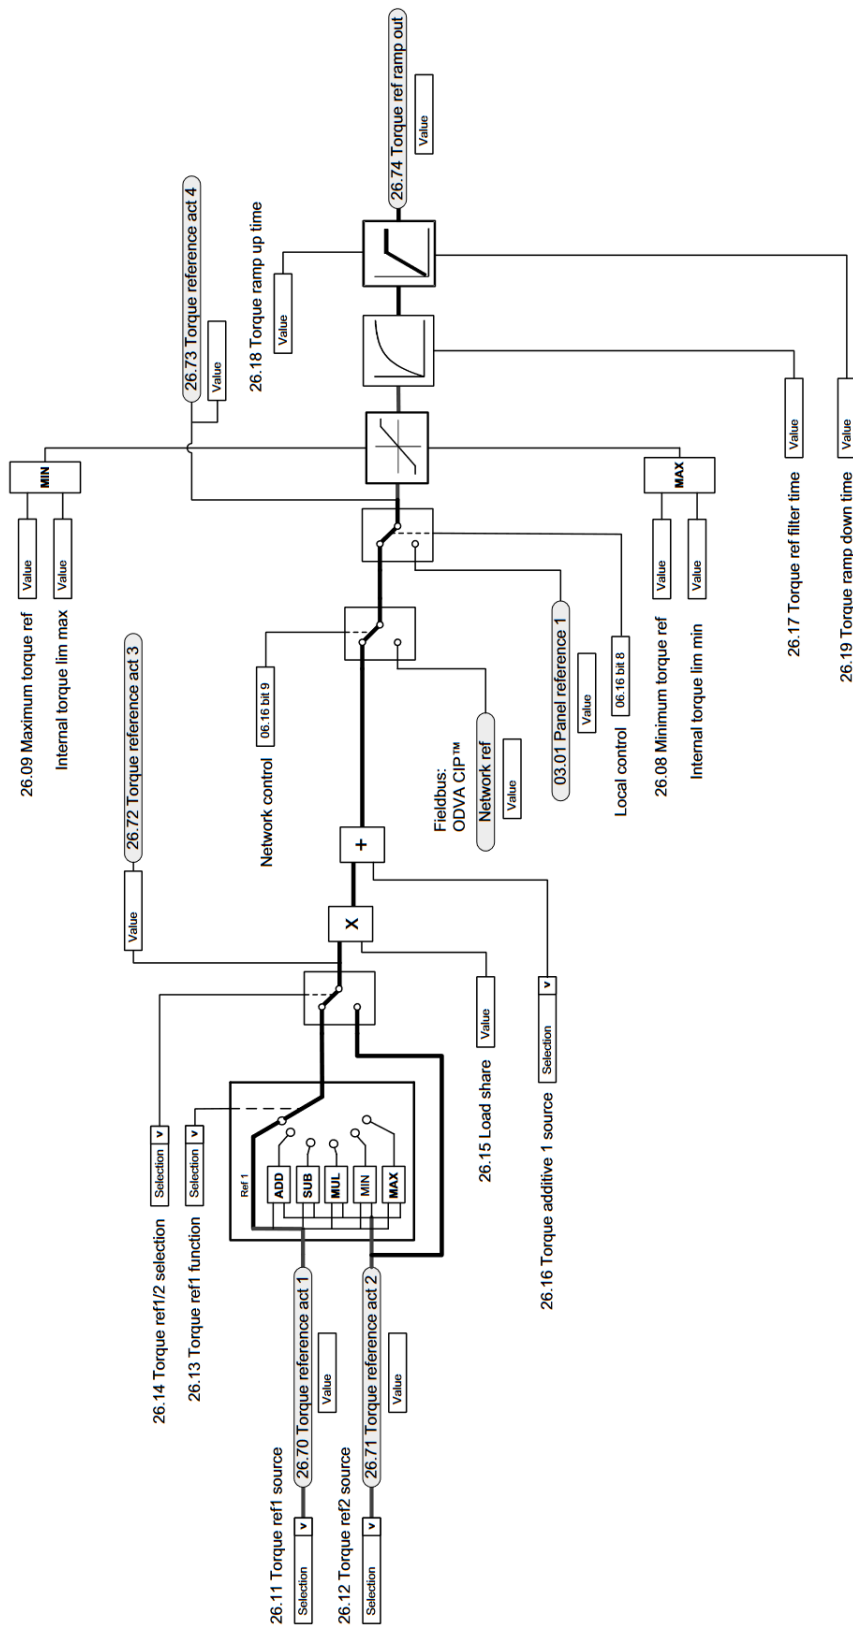 26.11 Torque ref1 source
Selection v
26.70 Torque reference act 1
Value
26.12 Torque ref2 source
Selection v
26.71 Torque reference act 2
Value
26.14 Torque ref1/2 selection
Selection v
26.13 Torque ref1 function
Selection v
Ref 1
ADD
SUB
MUL
MIN
MAX
26.72 Torque reference act 3
Value
X
26.15 Load share
Value
+
26.16 Torque additive 1 source
Selection v
Network control
06.16 bit 9
Fieldbus:
ODVA CIP™
Network ref
Value
03.01 Panel reference 1
Value
Local control
06.16 bit 8
26.73 Torque reference act 4
Value
26.09 Maximum torque ref
Value
Internal torque lim max
Value
MIN
26.08 Minimum torque ref
Value
Internal torque lim min
Value
MAX
26.17 Torque ref filter time
Value
26.18 Torque ramp up time
Value
26.19 Torque ramp down time
Value
26.74 Torque ref ramp out
Value